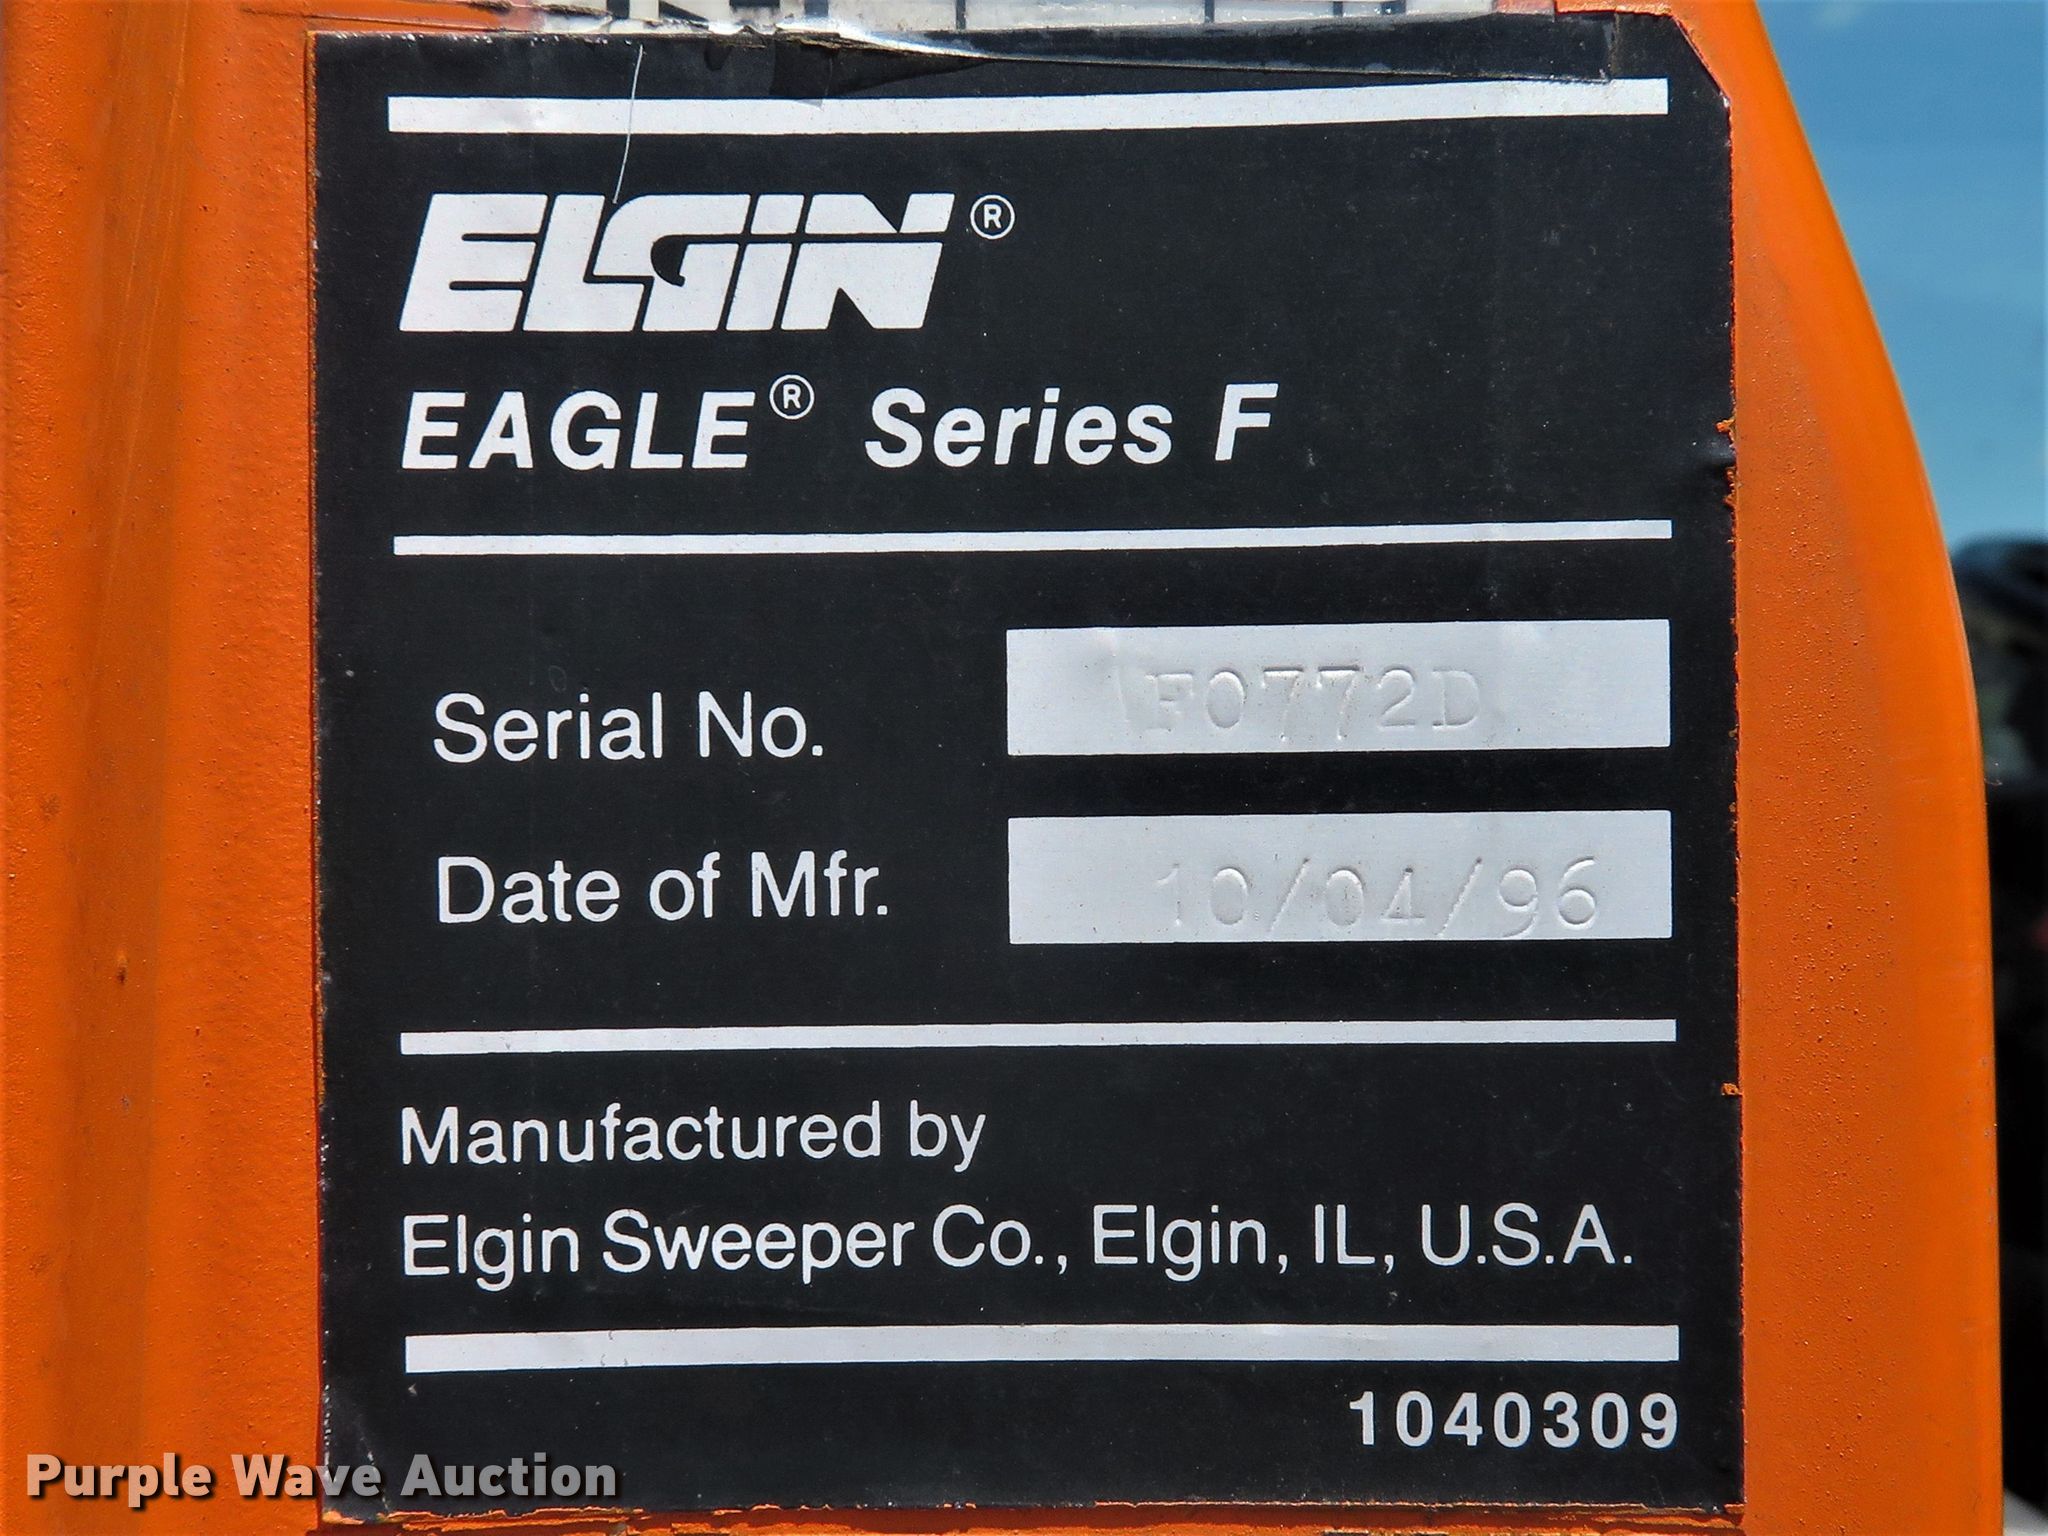 ELGIN®
EAGLE® Series F
Serial No. F0772D
Date of Mfr. 10/04/96
Manufactured by
Elgin Sweeper Co., Elgin, IL, U.S.A.
1040309
Purple Wave Auction